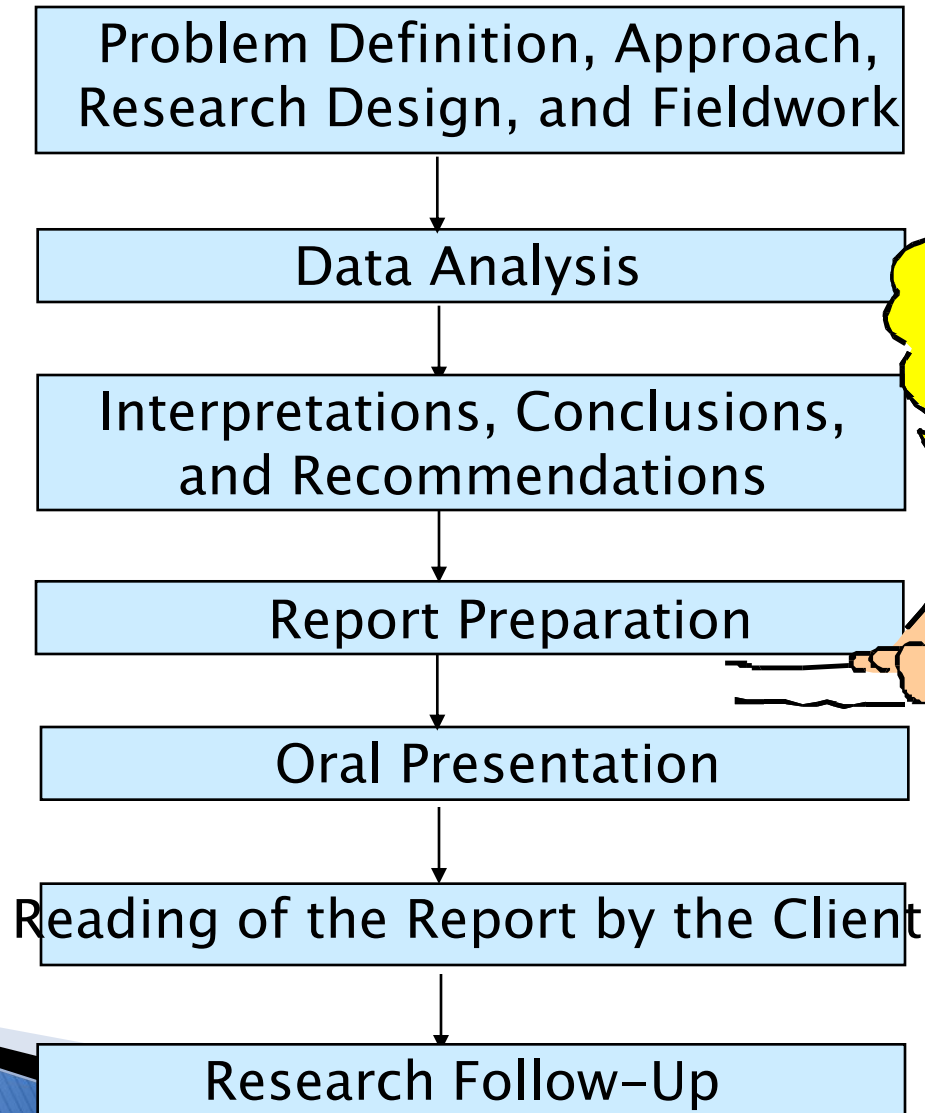 Problem Definition, Approach,
Research Design, and Fieldwork
Data Analysis
Interpretations, Conclusions,
and Recommendations
Report Preparation
Oral Presentation
Reading of the Report by the Client
Research Follow-Up